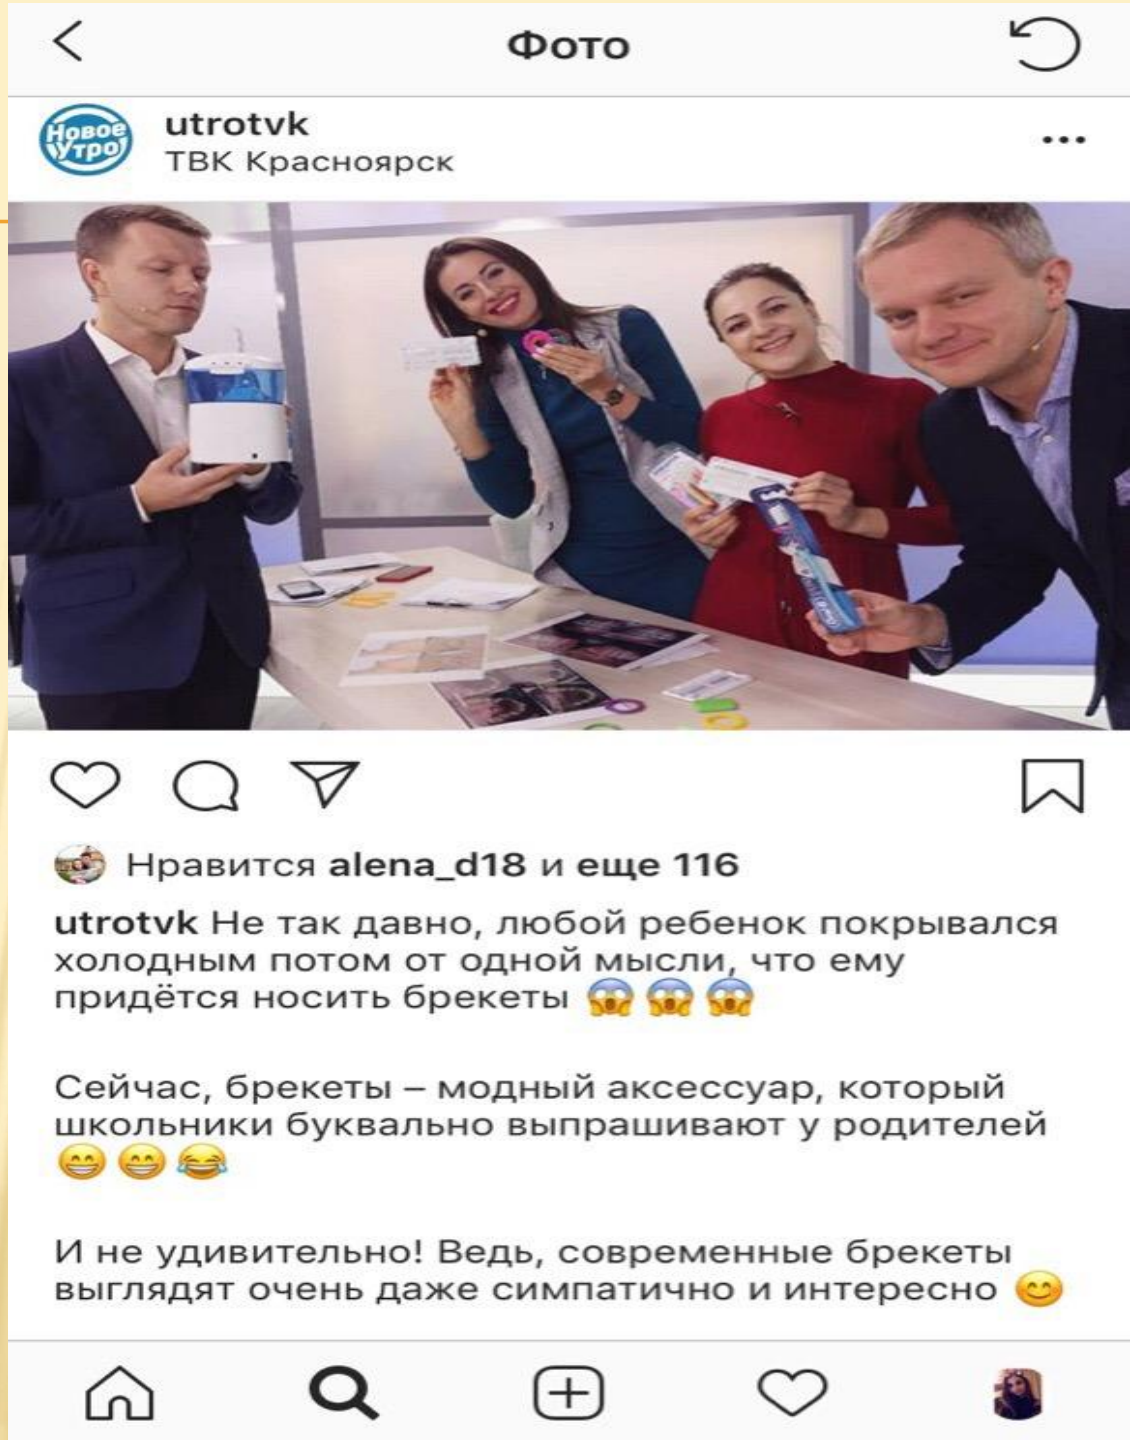 Фото
Новое Утро!
utrotvk
ТВК Красноярск
Нравится alena_d18 и еще 116
utrotvk Не так давно, любой ребенок покрывался
холодным потом от одной мысли, что ему
придётся носить брекеты 😱 😱 😱
Сейчас, брекеты – модный аксессуар, который
школьники буквально выпрашивают у родителей
😁 😁 😂
И не удивительно! Ведь, современные брекеты
выглядят очень даже симпатично и интересно 😊